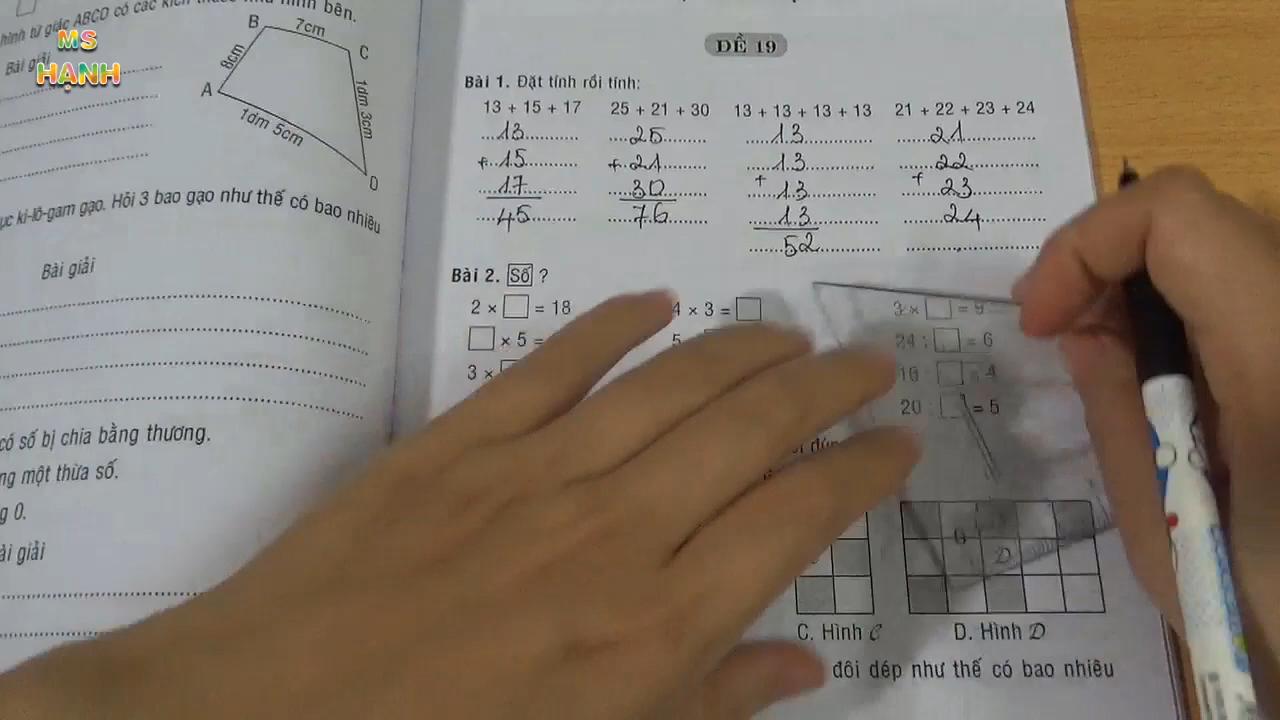 MS
HẠNH
hình tứ giác ABCD có các kích
hình bên.
Bài giải
B
7cm
C
8cm
A
1dm 3cm
1dm 5cm
D
ục ki-lô-gam gạo. Hỏi 3 bao gạo như thế có bao nhiêu
Bài giải
có số bị chia bằng thương.
ng một thừa số.
g 0.
ài giải
ĐỀ 19
Bài 1. Đặt tính rồi tính:
13 + 15 + 17 25 + 21 + 30 13 + 13 + 13 + 13 21 + 22 + 23 + 24
13 25 13 21
+ 15 + 21 13 22
17 30 + 13 + 23
45 76 13 24
52
Bài 2. Số ?
2 × □ = 18 4 × 3 = □ 3 × □ = 9
□ × 5 = 5 24 : □ = 6
3 × 16 : □ = 4
20 : □ = 5
C. Hình C D. Hình D
đôi dép như thế có bao nhiêu